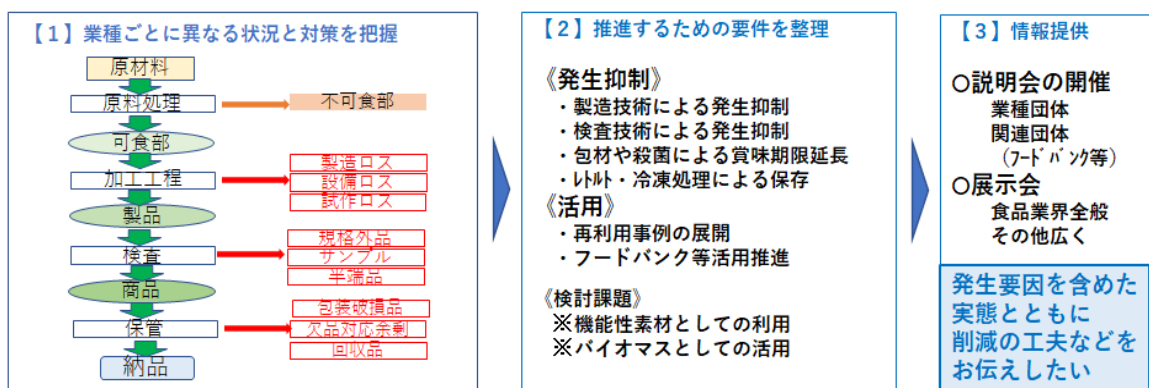 【1】業種ごとに異なる状況と対策を把握
原材料
原料処理
不可食部
可食部
加工工程
製造ロス
設備ロス
試作ロス
製品
検査
規格外品
サンプル
半端品
商品
保管
包装破損品
欠品対応余剰
回収品
納品
【2】推進するための要件を整理
《発生抑制》
・製造技術による発生抑制
・検査技術による発生抑制
・包材や殺菌による賞味期限延長
・ﾚﾄﾙﾄ・冷凍処理による保存
《活用》
・再利用事例の展開
・フードバンク等活用推進
《検討課題》
※機能性素材としての利用
※バイオマスとしての活用
【3】情報提供
○説明会の開催
業種団体
関連団体
（ﾌｰﾄﾞﾊﾞﾝｸ等）
○展示会
食品業界全般
その他広く
発生要因を含めた
実態とともに
削減の工夫などを
お伝えしたい